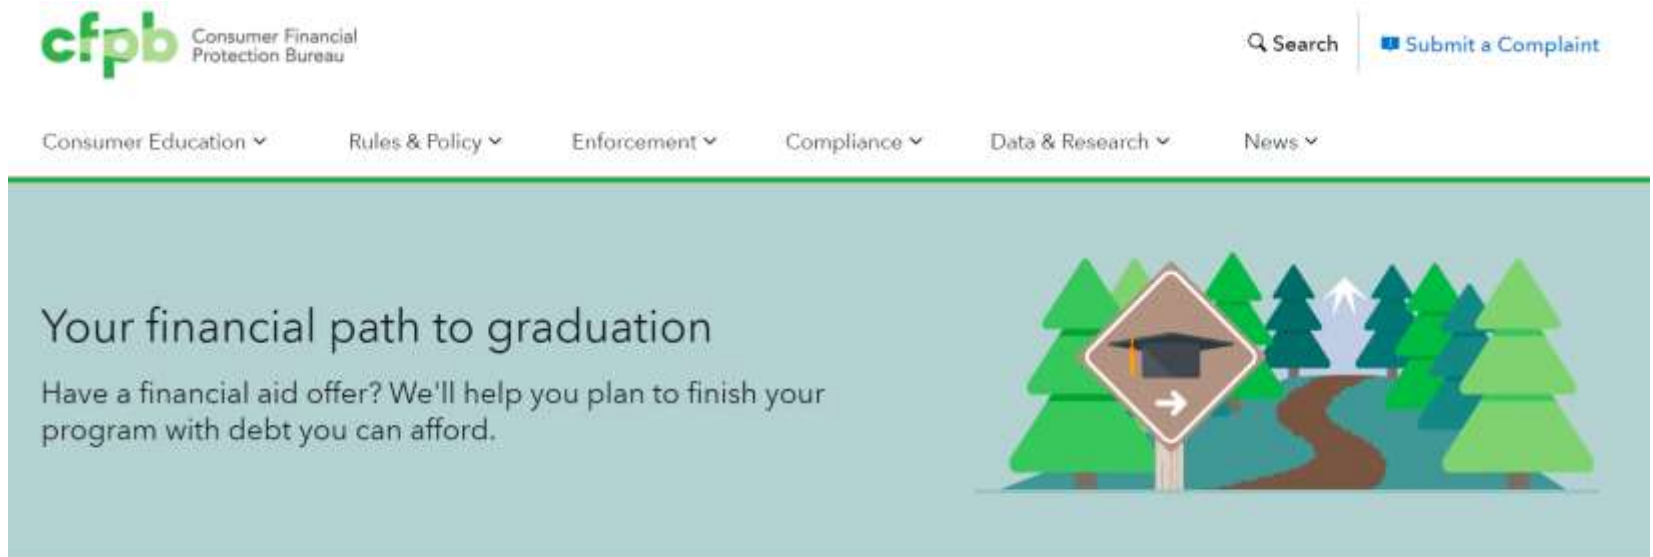 cfpb
Consumer Financial
Protection Bureau
Search
Submit a Complaint
Consumer Education
Rules & Policy
Enforcement
Compliance
Data & Research
News
Your financial path to graduation
Have a financial aid offer? We'll help you plan to finish your
program with debt you can afford.